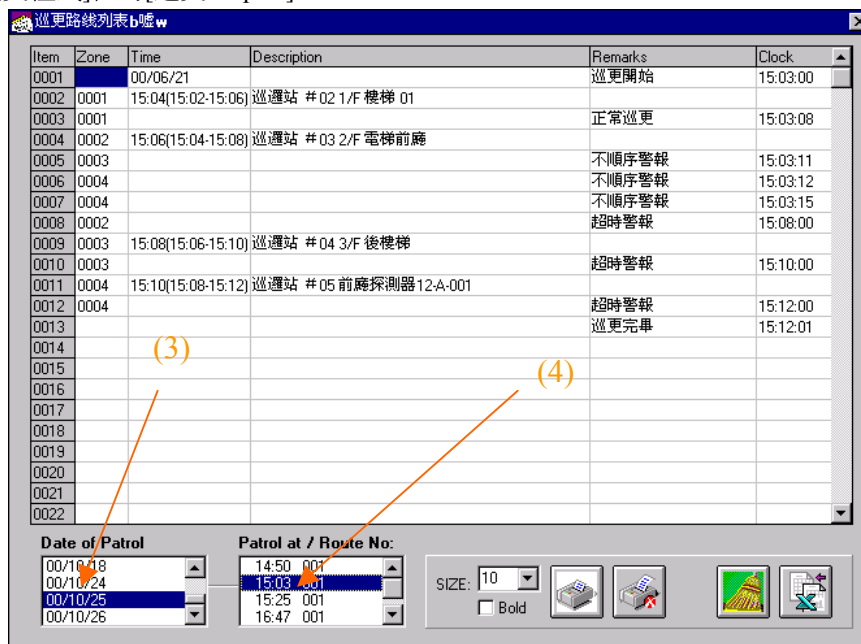 巡更路线列表b嘘w
Item Zone Time Description Remarks Clock
0001 00/06/21 巡更開始 15:03:00
0002 0001 15:04(15:02-15:06) 巡邏站 #02 1/F 樓梯 01
0003 0001 正常巡更 15:03:08
0004 0002 15:06(15:04-15:08) 巡邏站 #03 2/F 電梯前廳
0005 0003 不順序警報 15:03:11
0006 0004 不順序警報 15:03:12
0007 0004 不順序警報 15:03:15
0008 0002 超時警報 15:08:00
0009 0003 15:08(15:06-15:10) 巡邏站 #04 3/F 後樓梯
0010 0003 超時警報 15:10:00
0011 0004 15:10(15:08-15:12) 巡邏站 #05 前廳探測器12-A-001
0012 0004 超時警報 15:12:00
0013 巡更完畢 15:12:01
0014
(3)
0015
(4)
0016
0017
0018
0019
0020
0021
0022
Date of Patrol Patrol at / Route No:
00/10/18 14:50 001
00/10/24 15:03 001
00/10/25 15:25 001
00/10/26 16:47 001
SIZE: 10
Bold